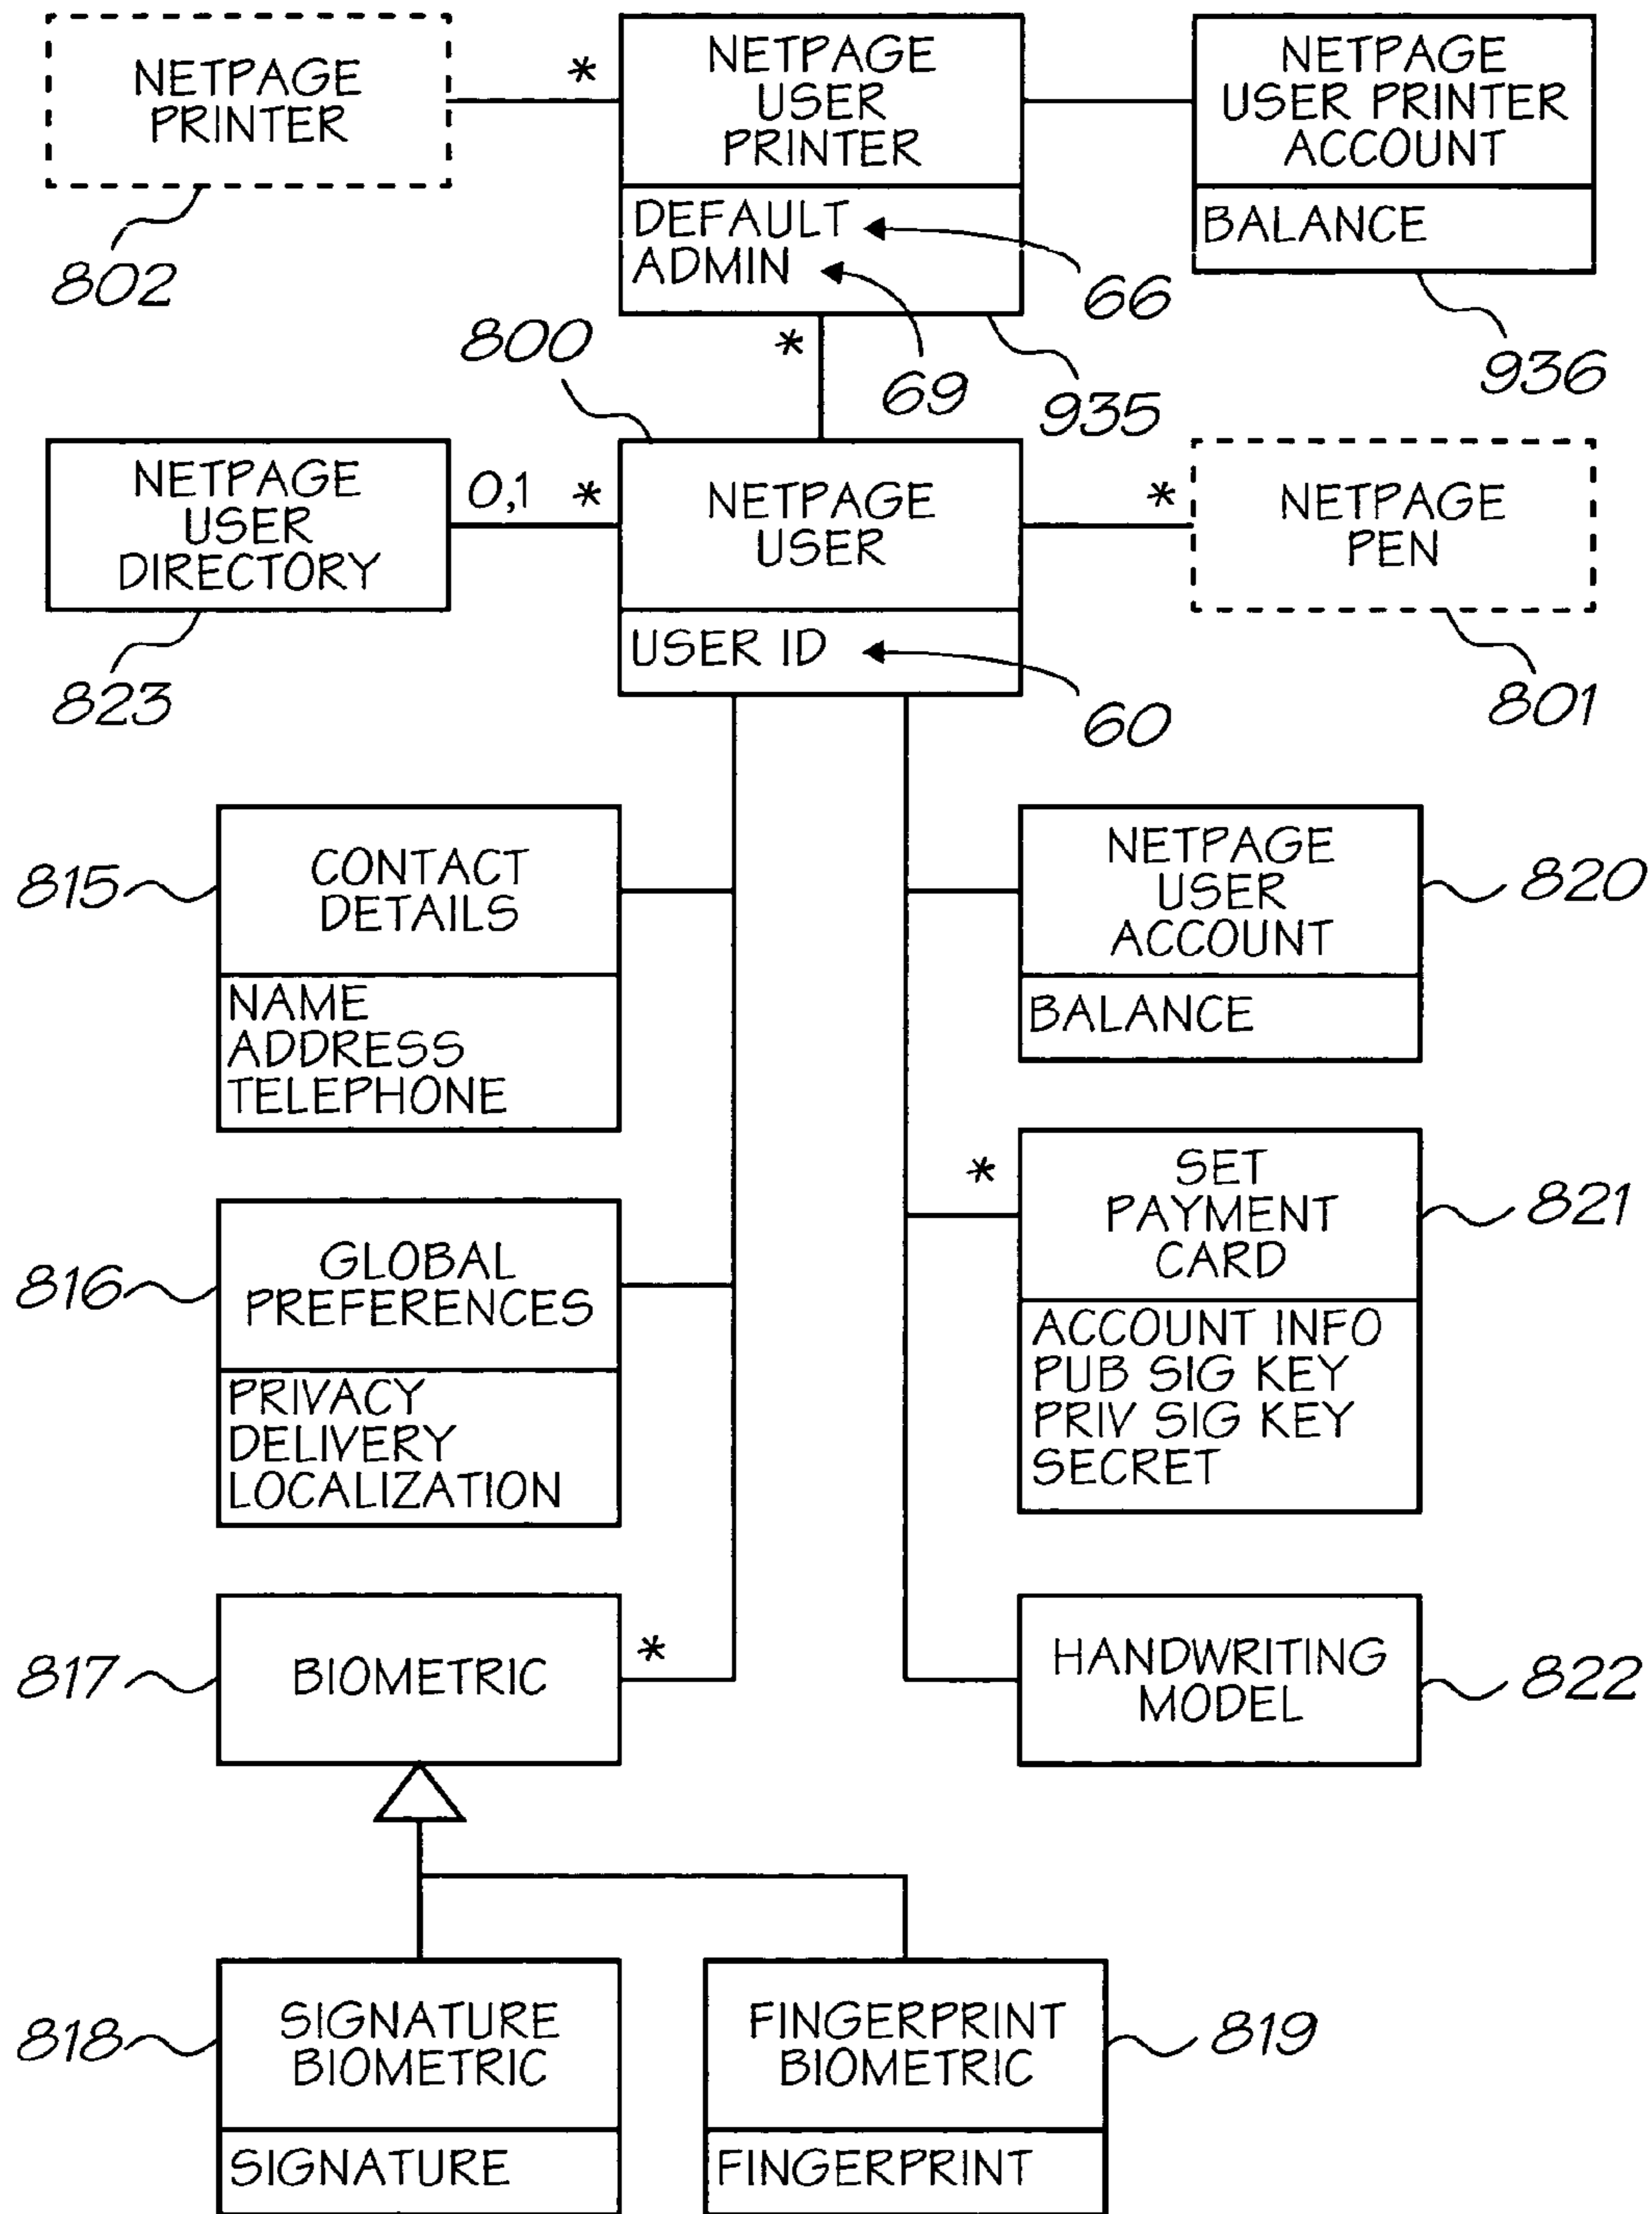 NETPAGE
PRINTER
802
*
NETPAGE
USER
PRINTER
DEFAULT
ADMIN
66
69
935
NETPAGE
USER PRINTER
ACCOUNT
BALANCE
936
*
800
NETPAGE
USER
DIRECTORY
823
0,1 *
NETPAGE
USER
USER ID
60
*
NETPAGE
PEN
801
815
CONTACT
DETAILS
NAME
ADDRESS
TELEPHONE
NETPAGE
USER
ACCOUNT
BALANCE
820
816
GLOBAL
PREFERENCES
PRIVACY
DELIVERY
LOCALIZATION
*
SET
PAYMENT
CARD
ACCOUNT INFO
PUB SIG KEY
PRIV SIG KEY
SECRET
821
817
BIOMETRIC
*
HANDWRITING
MODEL
822
818
SIGNATURE
BIOMETRIC
SIGNATURE
FINGERPRINT
BIOMETRIC
FINGERPRINT
819